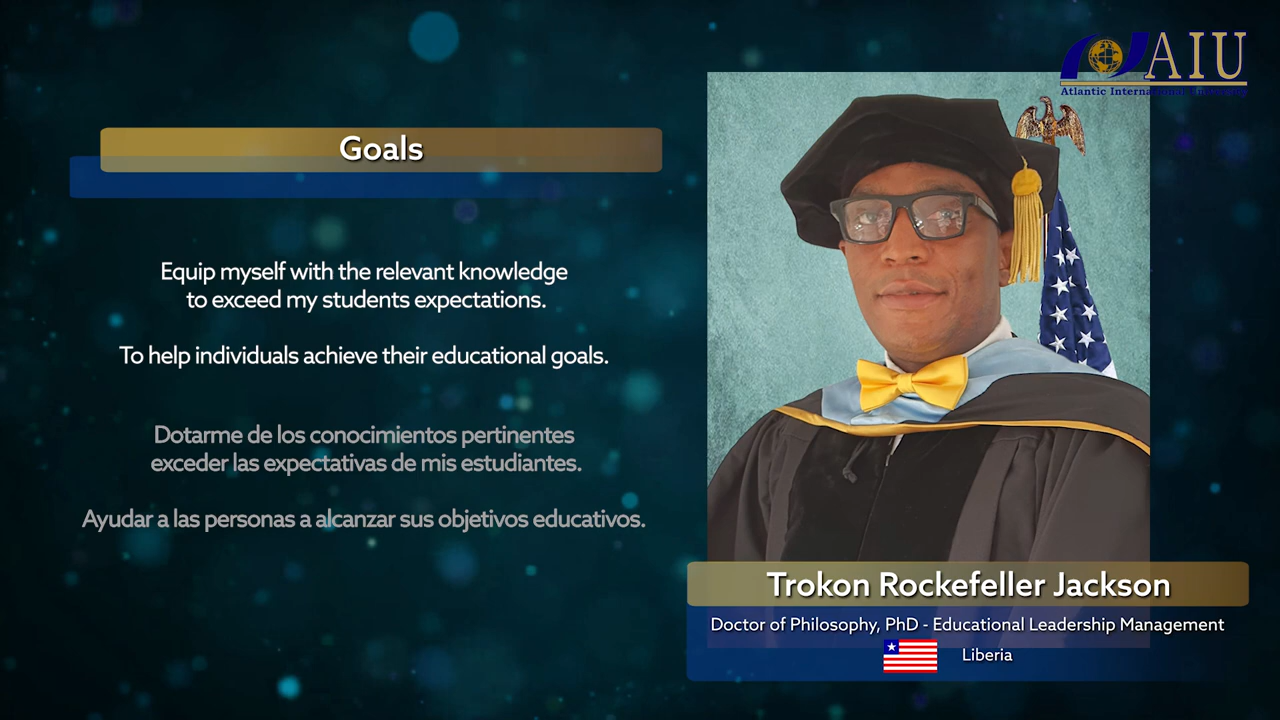 AIU
Atlantic International University
Goals
Equip myself with the relevant knowledge
to exceed my students expectations.
To help individuals achieve their educational goals.
Dotarme de los conocimientos pertinentes
exceder las expectativas de mis estudiantes.
Ayudar a las personas a alcanzar sus objetivos educativos.
Trokon Rockefeller Jackson
Doctor of Philosophy, PhD - Educational Leadership Management
Liberia